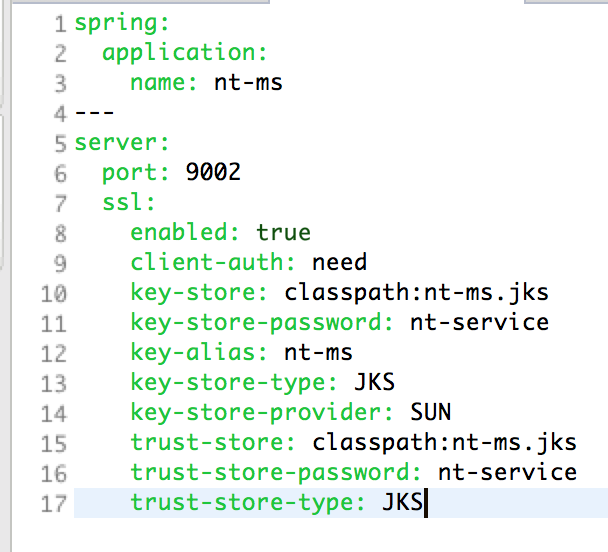 1 spring:
2   application:
3     name: nt-ms
4 ---
5 server:
6   port: 9002
7   ssl:
8     enabled: true
9     client-auth: need
10     key-store: classpath:nt-ms.jks
11     key-store-password: nt-service
12     key-alias: nt-ms
13     key-store-type: JKS
14     key-store-provider: SUN
15     trust-store: classpath:nt-ms.jks
16     trust-store-password: nt-service
17     trust-store-type: JKS